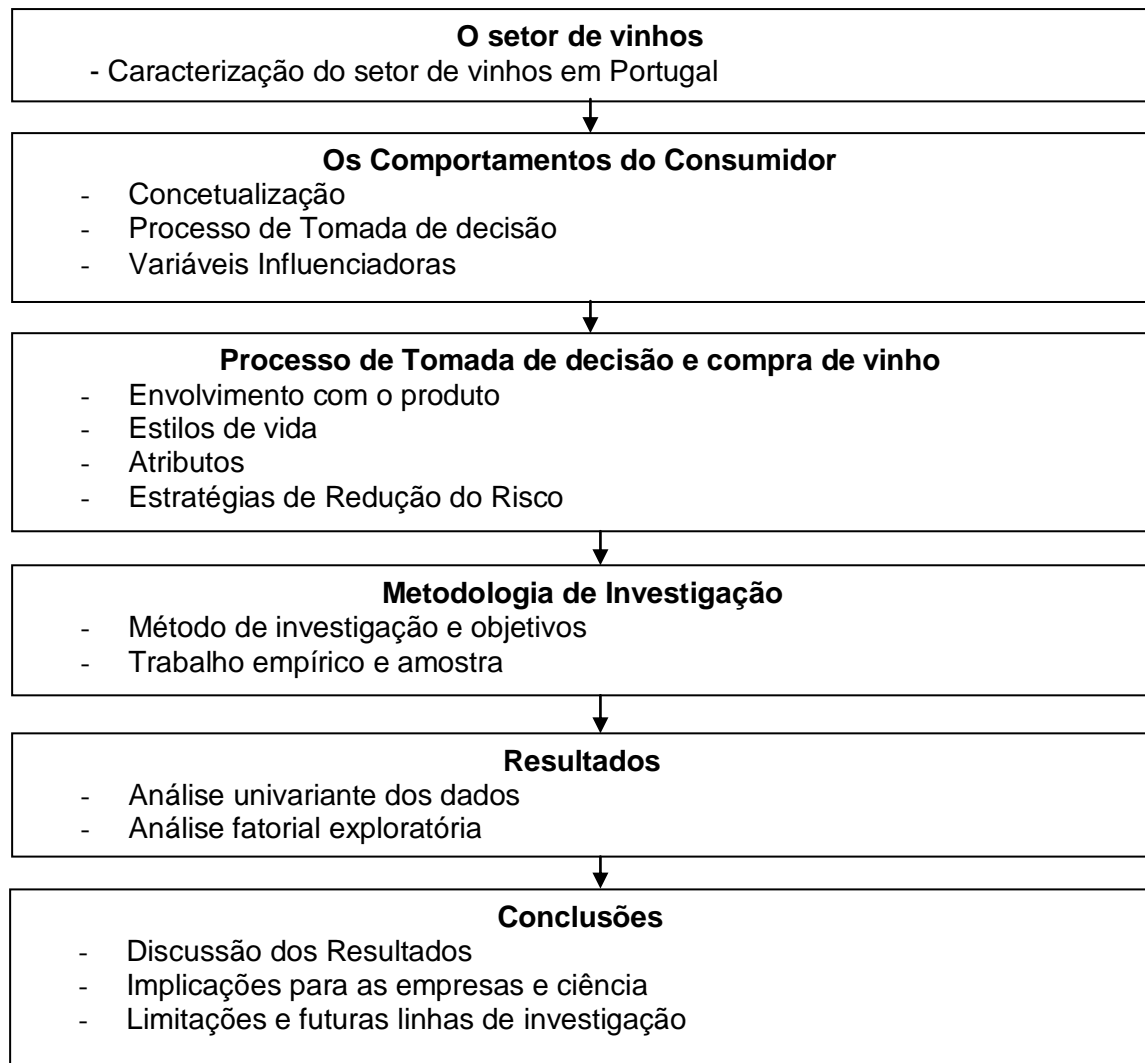 O setor de vinhos
- Caracterização do setor de vinhos em Portugal
Os Comportamentos do Consumidor
- Concetualização
- Processo de Tomada de decisão
- Variáveis Influenciadoras
Processo de Tomada de decisão e compra de vinho
- Envolvimento com o produto
- Estilos de vida
- Atributos
- Estratégias de Redução do Risco
Metodologia de Investigação
- Método de investigação e objetivos
- Trabalho empírico e amostra
Resultados
- Análise univariante dos dados
- Análise fatorial exploratória
Conclusões
- Discussão dos Resultados
- Implicações para as empresas e ciência
- Limitações e futuras linhas de investigação